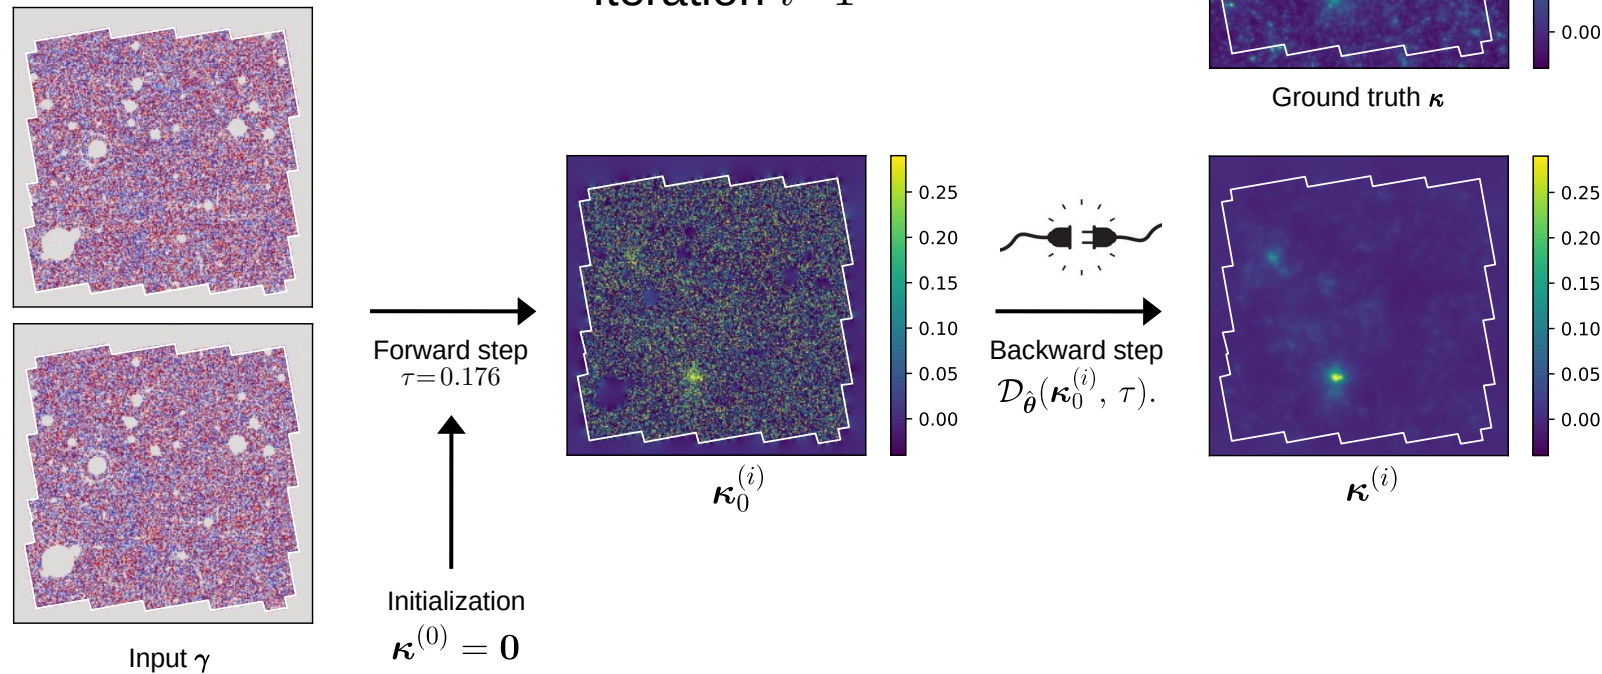 0.00
Ground truth κ
0.25
0.20
0.15
0.10
0.05
0.00
0.25
0.20
0.15
0.10
0.05
0.00
Forward step
τ=0.176
Backward step
𝒟_θ̂(κ₀⁽ⁱ⁾, τ).
κ₀⁽ⁱ⁾
κ⁽ⁱ⁾
Initialization
κ⁽⁰⁾ = 0
Input γ